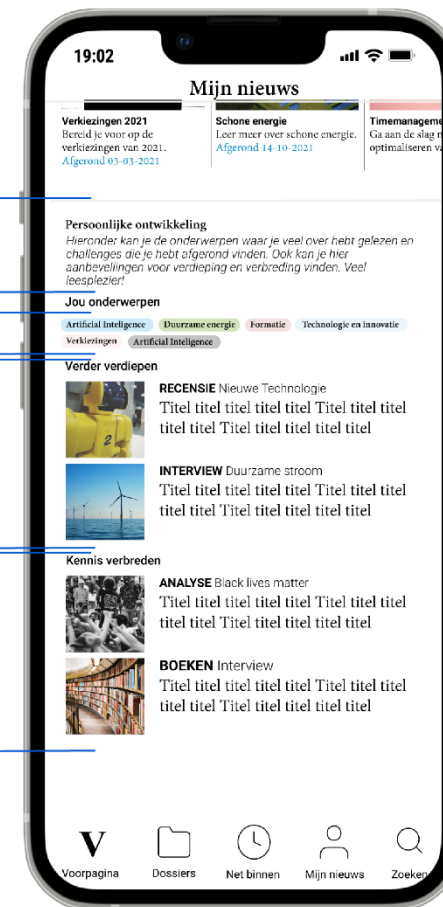 19:02
Mijn nieuws
Verkiezingen 2021
Bereid je voor op de
verkiezingen van 2021.
Afgerond 03-03-2021
Schone energie
Leer meer over schone energie.
Afgerond 14-10-2021
Timemanageme
Ga aan de slag m
optimaliseren va
Persoonlijke ontwikkeling
Hieronder kan je de onderwerpen waar je veel over hebt gelezen en
challenges die je hebt afgerond vinden. Ook kan je hier
aanbevellingen voor verdieping en verbreding vinden. Veel
leesplezier!
Jou onderwerpen
Artificial Inteligence Duurzame energie Formatie Technologie en innovatie
Verkiezingen Artificial Inteligence
Verder verdiepen
RECENSIE Nieuwe Technologie
Titel titel titel titel titel Titel titel titel
titel titel Titel titel titel titel titel
2
INTERVIEW Duurzame stroom
Titel titel titel titel titel Titel titel titel
titel titel Titel titel titel titel titel
Kennis verbreden
ANALYSE Black lives matter
Titel titel titel titel titel Titel titel titel
titel titel Titel titel titel titel titel
BOEKEN Interview
Titel titel titel titel titel Titel titel titel
titel titel Titel titel titel titel titel
V
Voorpagina Dossiers Net binnen Mijn nieuws Zoeken